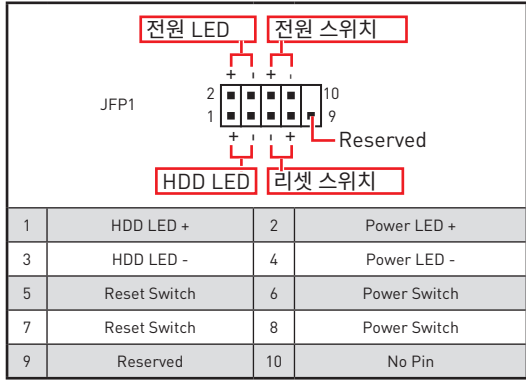 전원 LED 전원 스위치
+ - + -
JFP1
2 10
1 9
+ - - +
Reserved
HDD LED 리셋 스위치
1 HDD LED + 2 Power LED +
3 HDD LED - 4 Power LED -
5 Reset Switch 6 Power Switch
7 Reset Switch 8 Power Switch
9 Reserved 10 No Pin